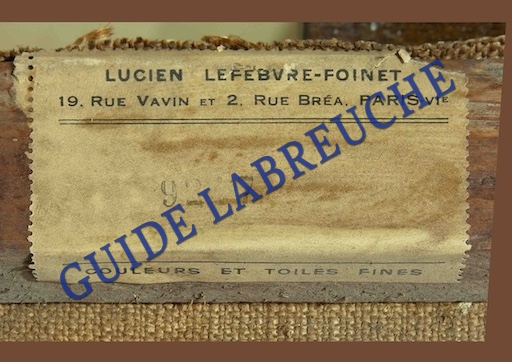 LUCIEN LEFEBVRE-FOINET
19, RUE VAVIN ET 2, RUE BRÉA, PARIS VIE
GUIDE LABREUCHE
COULEURS ET TOILES FINES